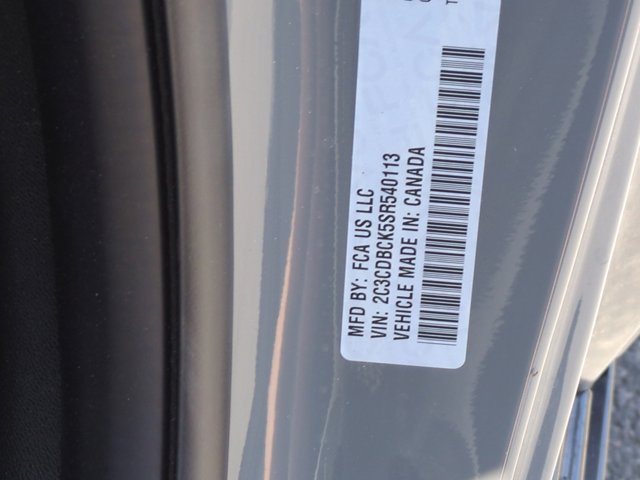 MFD BY: FCA US LLC
VIN: 2C3CDBCK5SR540113
VEHICLE MADE IN: CANADA